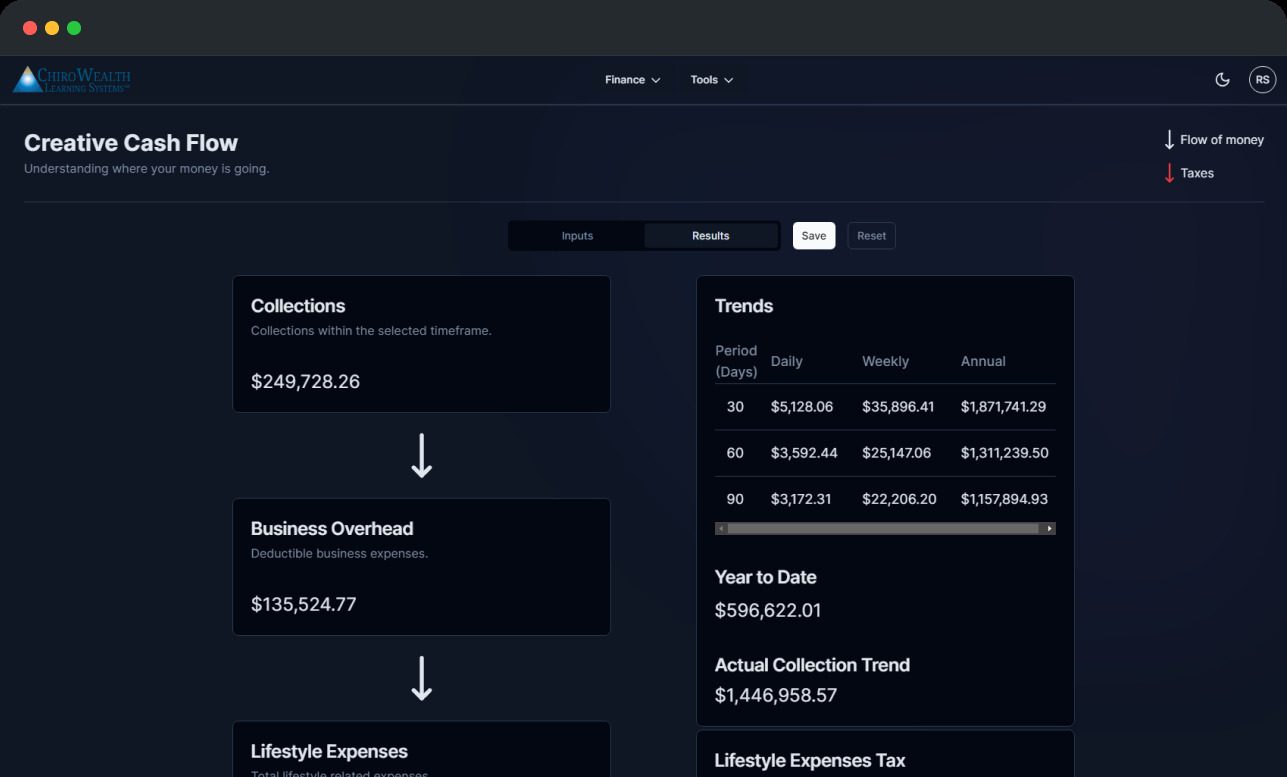 CHIROWEALTH
LEARNING SYSTEMS℠
Finance
Tools
RS
Creative Cash Flow
Understanding where your money is going.
Flow of money
Taxes
Inputs
Results
Save
Reset
Collections
Collections within the selected timeframe.
$249,728.26
Business Overhead
Deductible business expenses.
$135,524.77
Lifestyle Expenses
Total lifestyle related expenses
Trends
Period (Days) Daily Weekly Annual
30 $5,128.06 $35,896.41 $1,871,741.29
60 $3,592.44 $25,147.06 $1,311,239.50
90 $3,172.31 $22,206.20 $1,157,894.93
Year to Date
$596,622.01
Actual Collection Trend
$1,446,958.57
Lifestyle Expenses Tax